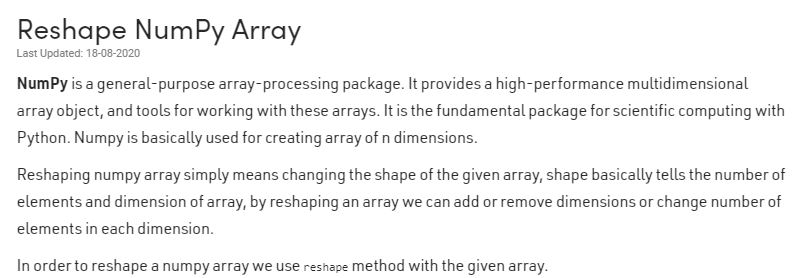 Reshape NumPy Array
Last Updated: 18-08-2020
NumPy is a general-purpose array-processing package. It provides a high-performance multidimensional
array object, and tools for working with these arrays. It is the fundamental package for scientific computing with
Python. Numpy is basically used for creating array of n dimensions.
Reshaping numpy array simply means changing the shape of the given array, shape basically tells the number of
elements and dimension of array, by reshaping an array we can add or remove dimensions or change number of
elements in each dimension.
In order to reshape a numpy array we use reshape method with the given array.